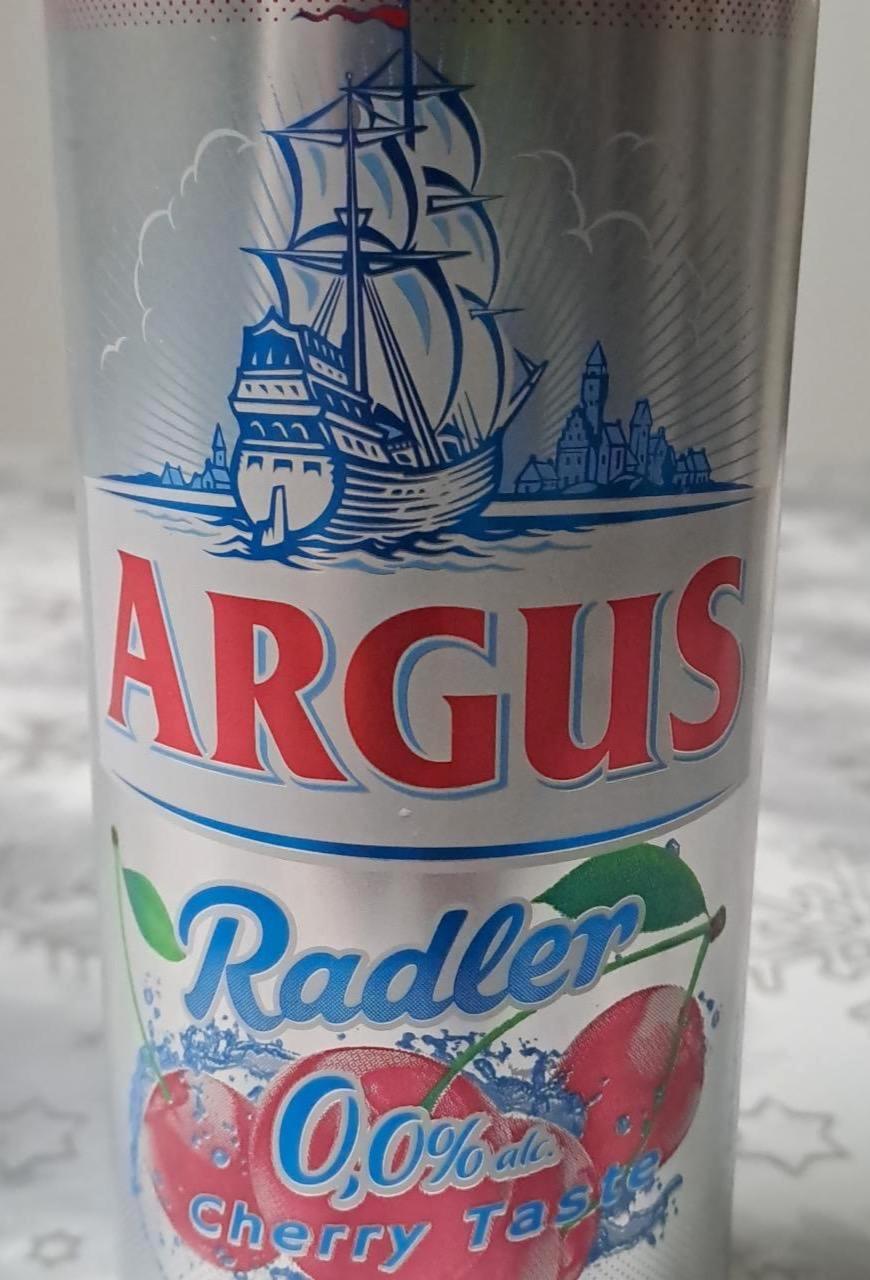 ARGUS
Radler
0,0% alc.
Cherry Taste